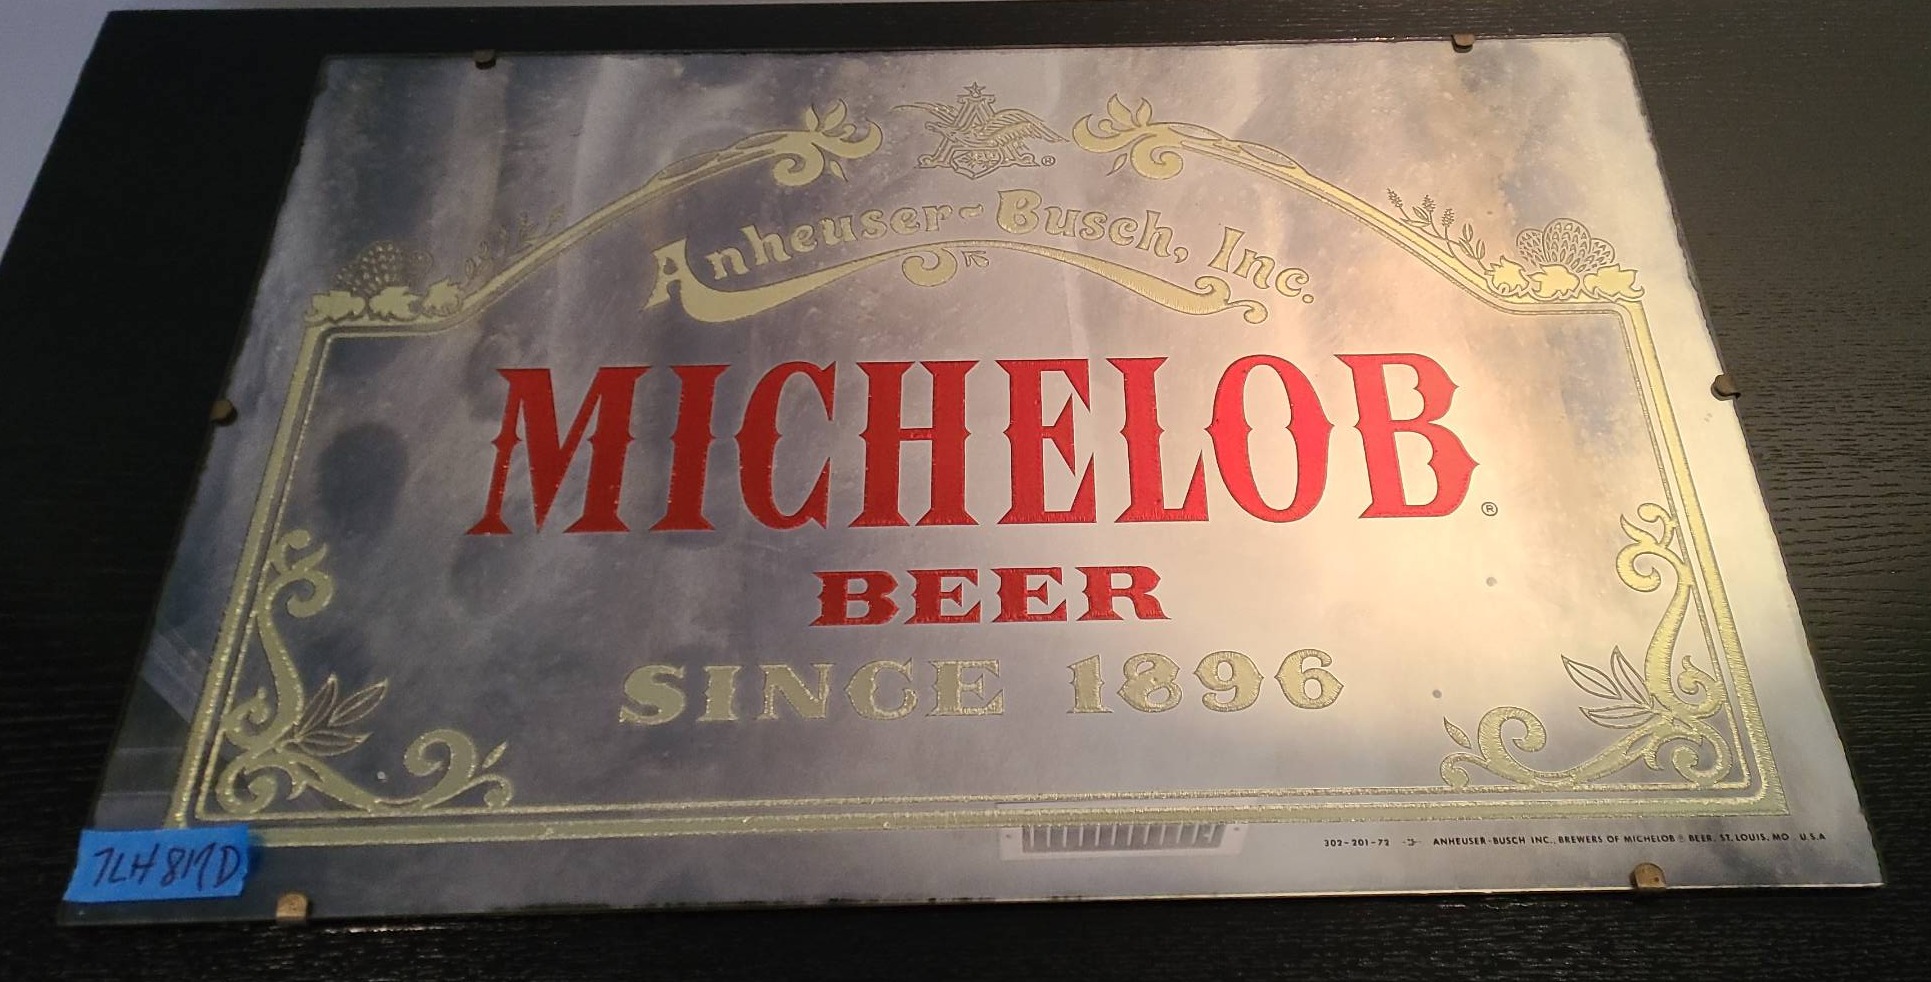 Anheuser-Busch, Inc.
MICHELOB®
BEER
SINCE 1896
302-201-72 ANHEUSER-BUSCH INC., BREWERS OF MICHELOB® BEER, ST. LOUIS, MO. U.S.A
7LH817D